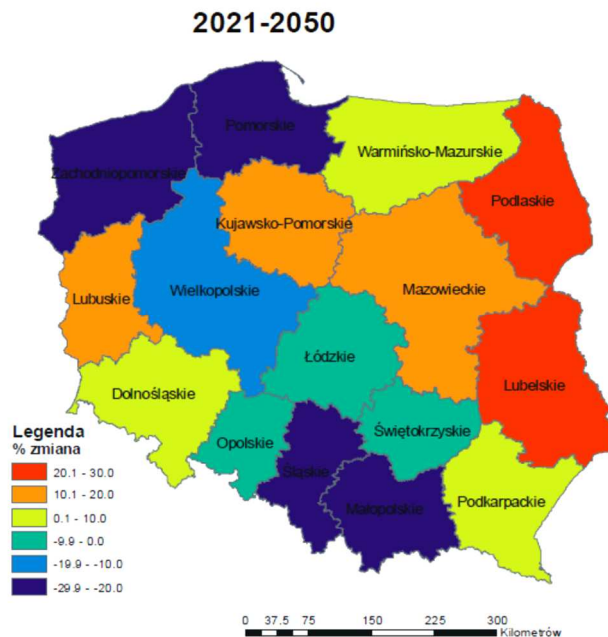 2021-2050
Pomorskie
Warmińsko-Mazurskie
Zachodniopomorskie
Podlaskie
Kujawsko-Pomorskie
Wielkopolskie
Mazowieckie
Lubuskie
Łódzkie
Lubelskie
Dolnośląskie
Świętokrzyskie
Opolskie
Śląskie
Podkarpackie
Małopolskie
Legenda
% zmiana
20.1 - 30.0
10.1 - 20.0
0.1 - 10.0
-9.9 - 0.0
-19.9 - -10.0
-29.9 - -20.0
0 37.5 75 150 225 300
Kilometrów